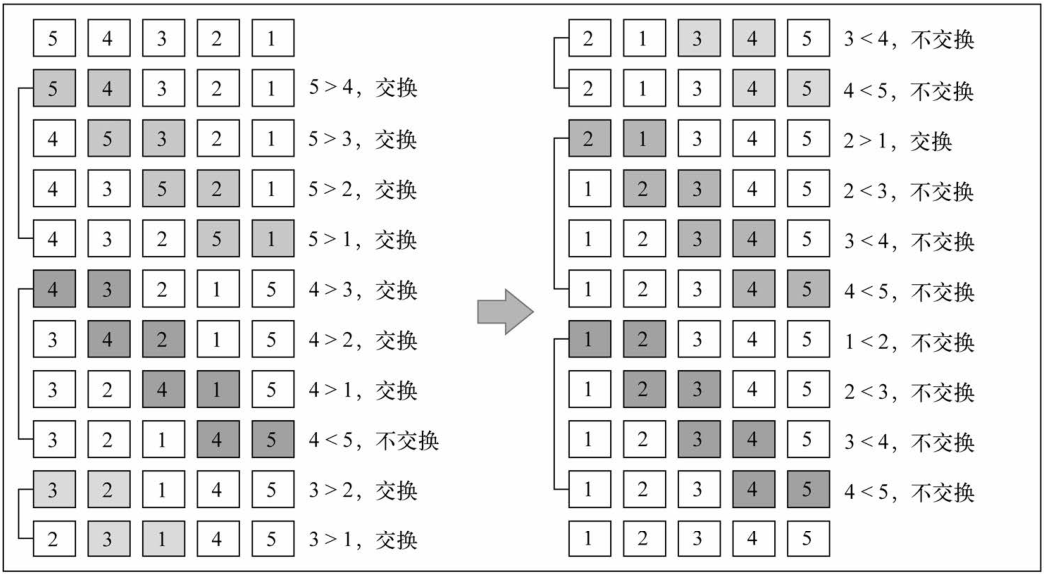 5 4 3 2 1
5 4 3 2 1 5 > 4，交换
4 5 3 2 1 5 > 3，交换
4 3 5 2 1 5 > 2，交换
4 3 2 5 1 5 > 1，交换
4 3 2 1 5 4 > 3，交换
3 4 2 1 5 4 > 2，交换
3 2 4 1 5 4 > 1，交换
3 2 1 4 5 4 < 5，不交换
3 2 1 4 5 3 > 2，交换
2 3 1 4 5 3 > 1，交换
2 1 3 4 5 3 < 4，不交换
2 1 3 4 5 4 < 5，不交换
2 1 3 4 5 2 > 1，交换
1 2 3 4 5 2 < 3，不交换
1 2 3 4 5 3 < 4，不交换
1 2 3 4 5 4 < 5，不交换
1 2 3 4 5 1 < 2，不交换
1 2 3 4 5 2 < 3，不交换
1 2 3 4 5 3 < 4，不交换
1 2 3 4 5 4 < 5，不交换
1 2 3 4 5